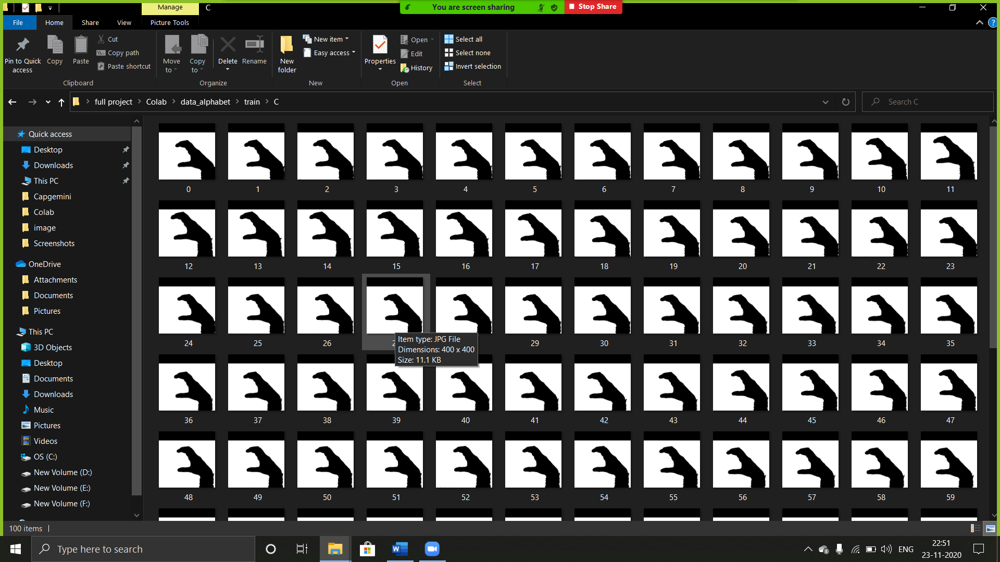 Manage
C
You are screen sharing
Stop Share
File
Home
Share
View
Picture Tools
Pin to Quick access
Copy
Paste
Cut
Copy path
Paste shortcut
Clipboard
Move to
Copy to
Delete
Rename
Organize
New folder
New item
Easy access
New
Properties
Open
Edit
History
Open
Select all
Select none
Invert selection
Select
full project
Colab
data_alphabet
train
C
Search C
Quick access
Desktop
Downloads
This PC
Capgemini
Colab
image
Screenshots
OneDrive
Attachments
Documents
Pictures
This PC
3D Objects
Desktop
Documents
Downloads
Music
Pictures
Videos
OS (C:)
New Volume (D:)
New Volume (E:)
New Volume (F:)
0 1 2 3 4 5 6 7 8 9 10 11
12 13 14 15 16 17 18 19 20 21 22 23
24 25 26 29 30 31 32 33 34 35
Item type: JPG File
Dimensions: 400 x 400
Size: 11.1 KB
36 37 38 39 40 41 42 43 44 45 46 47
48 49 50 51 52 53 54 55 56 57 58 59
100 items
Type here to search
ENG
22:51
23-11-2020